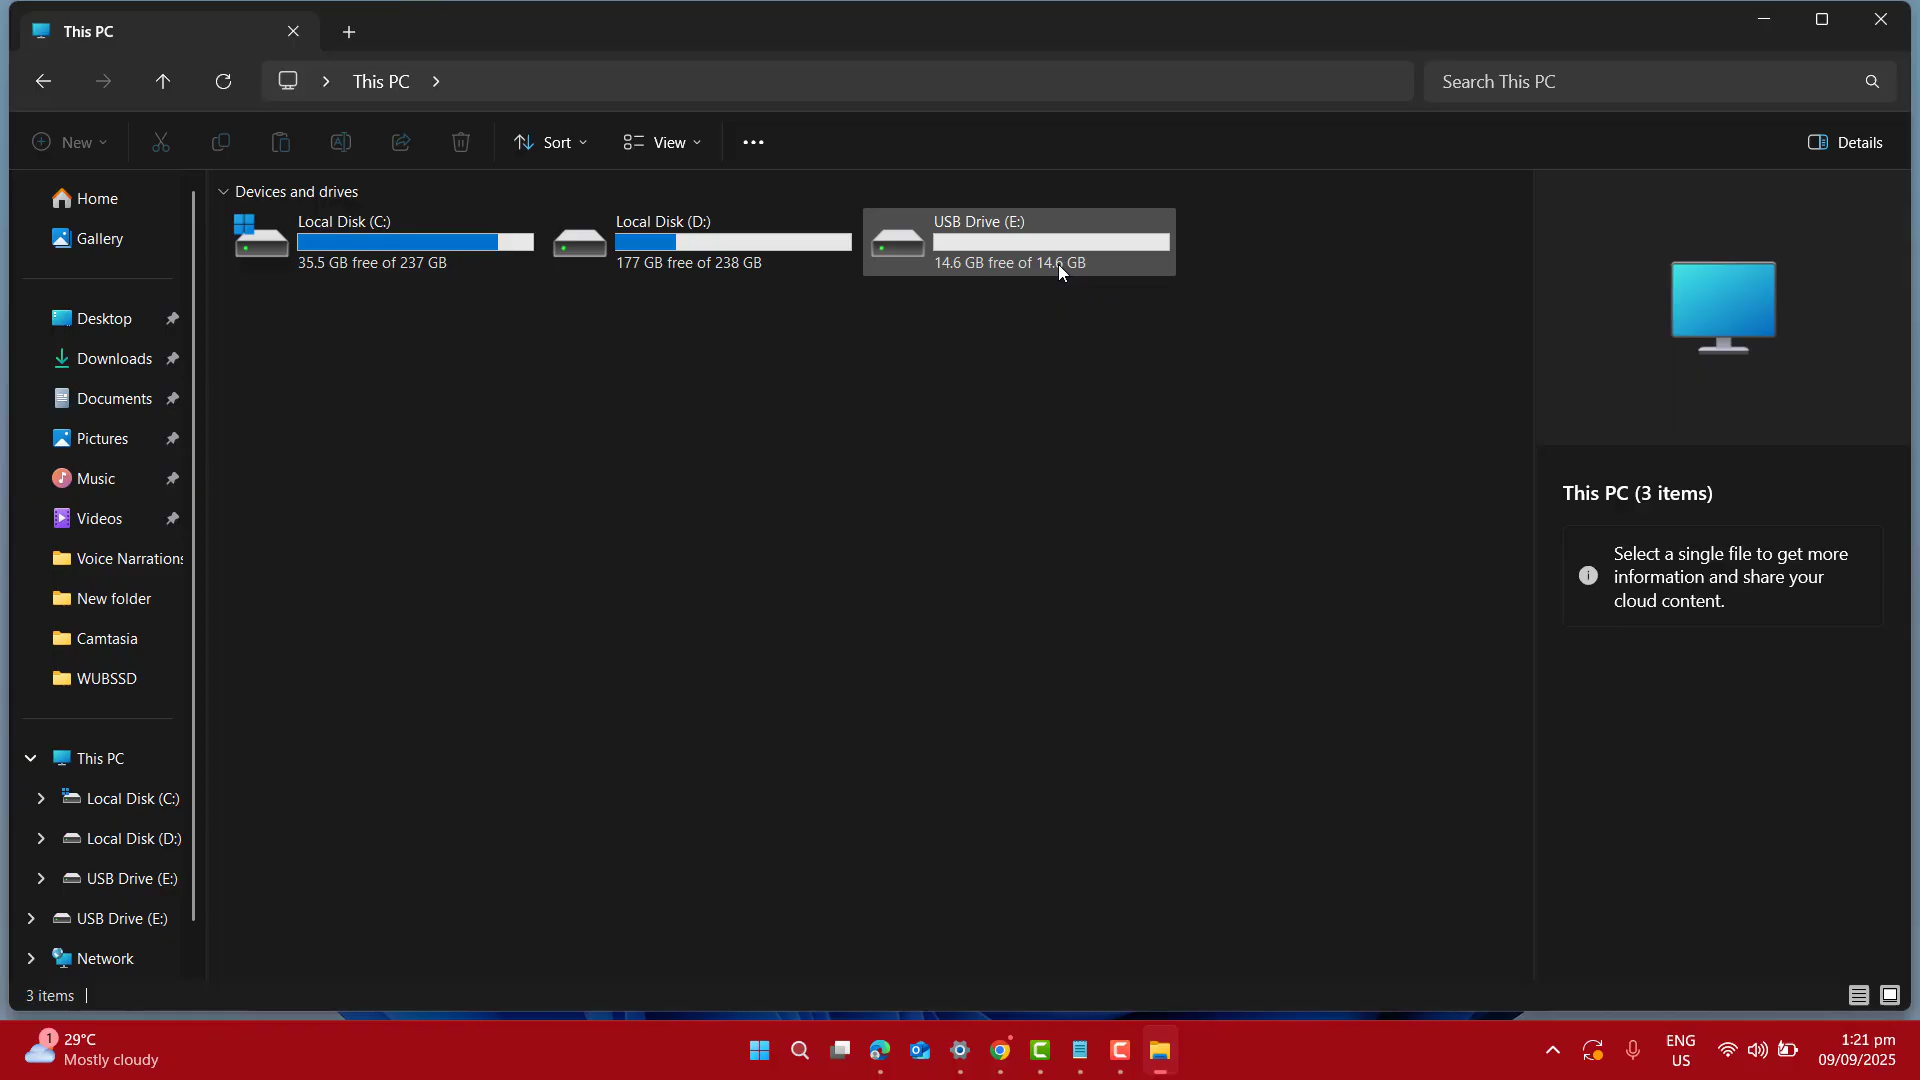 This PC
This PC
Search This PC
New
Sort
View
Details
Home
Gallery
Desktop
Downloads
Documents
Pictures
Music
Videos
Voice Narrations
New folder
Camtasia
WUBSSD
This PC
Local Disk (C:)
Local Disk (D:)
USB Drive (E:)
USB Drive (E:)
Network
Devices and drives
Local Disk (C:)
35.5 GB free of 237 GB
Local Disk (D:)
177 GB free of 238 GB
USB Drive (E:)
14.6 GB free of 14.6 GB
This PC (3 items)
Select a single file to get more
information and share your
cloud content.
3 items
1
29°C
Mostly cloudy
ENG
US
1:21 pm
09/09/2025